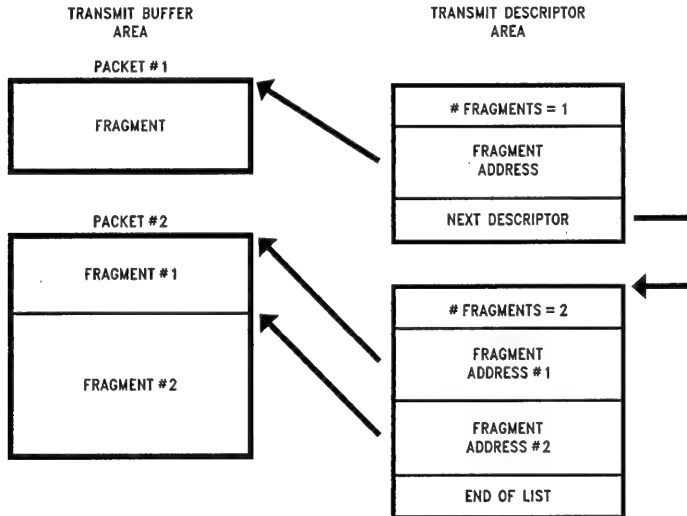 TRANSMIT BUFFER
AREA
PACKET #1
FRAGMENT
PACKET #2
FRAGMENT #1
FRAGMENT #2
TRANSMIT DESCRIPTOR
AREA
# FRAGMENTS = 1
FRAGMENT
ADDRESS
NEXT DESCRIPTOR
# FRAGMENTS = 2
FRAGMENT
ADDRESS #1
FRAGMENT
ADDRESS #2
END OF LIST